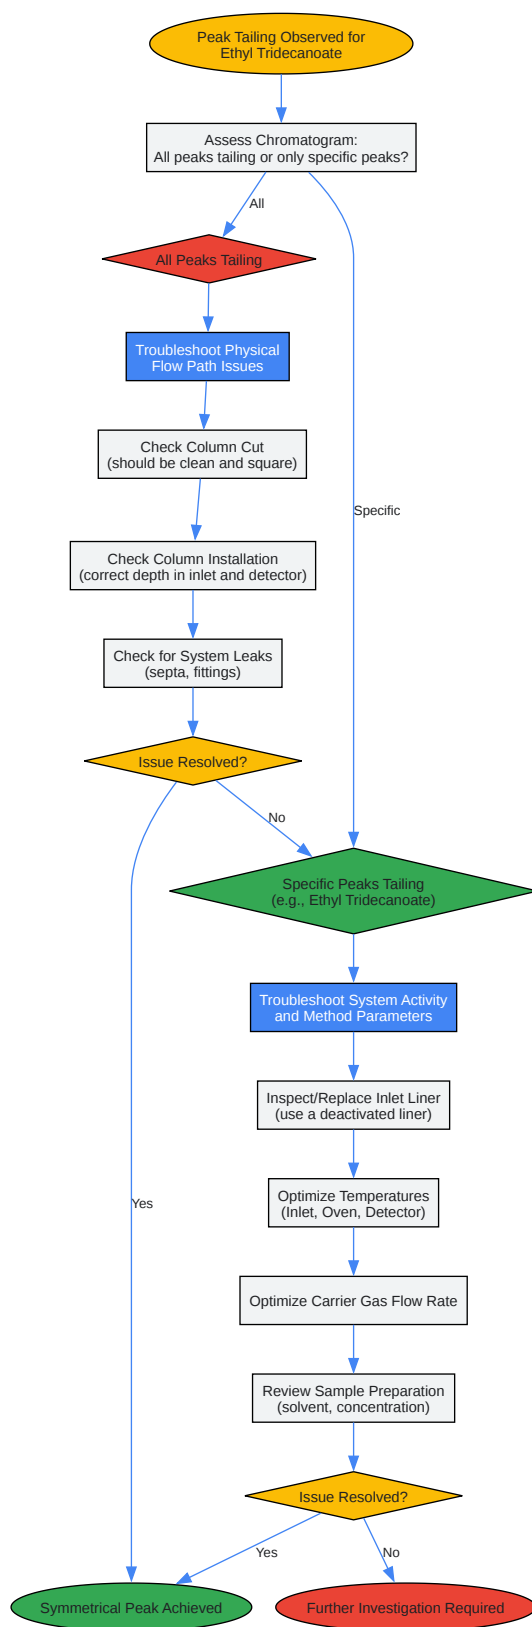 Peak Tailing Observed for
Ethyl Tridecanoate
Assess Chromatogram:
All peaks tailing or only specific peaks?
All
All Peaks Tailing
Troubleshoot Physical
Flow Path Issues
Check Column Cut
(should be clean and square)
Specific
Check Column Installation
(correct depth in inlet and detector)
Check for System Leaks
(septa, fittings)
Issue Resolved?
No
Specific Peaks Tailing
(e.g., Ethyl Tridecanoate)
Troubleshoot System Activity
and Method Parameters
Inspect/Replace Inlet Liner
(use a deactivated liner)
Optimize Temperatures
(Inlet, Oven, Detector)
Yes
Optimize Carrier Gas Flow Rate
Review Sample Preparation
(solvent, concentration)
Issue Resolved?
Yes
No
Symmetrical Peak Achieved
Further Investigation Required